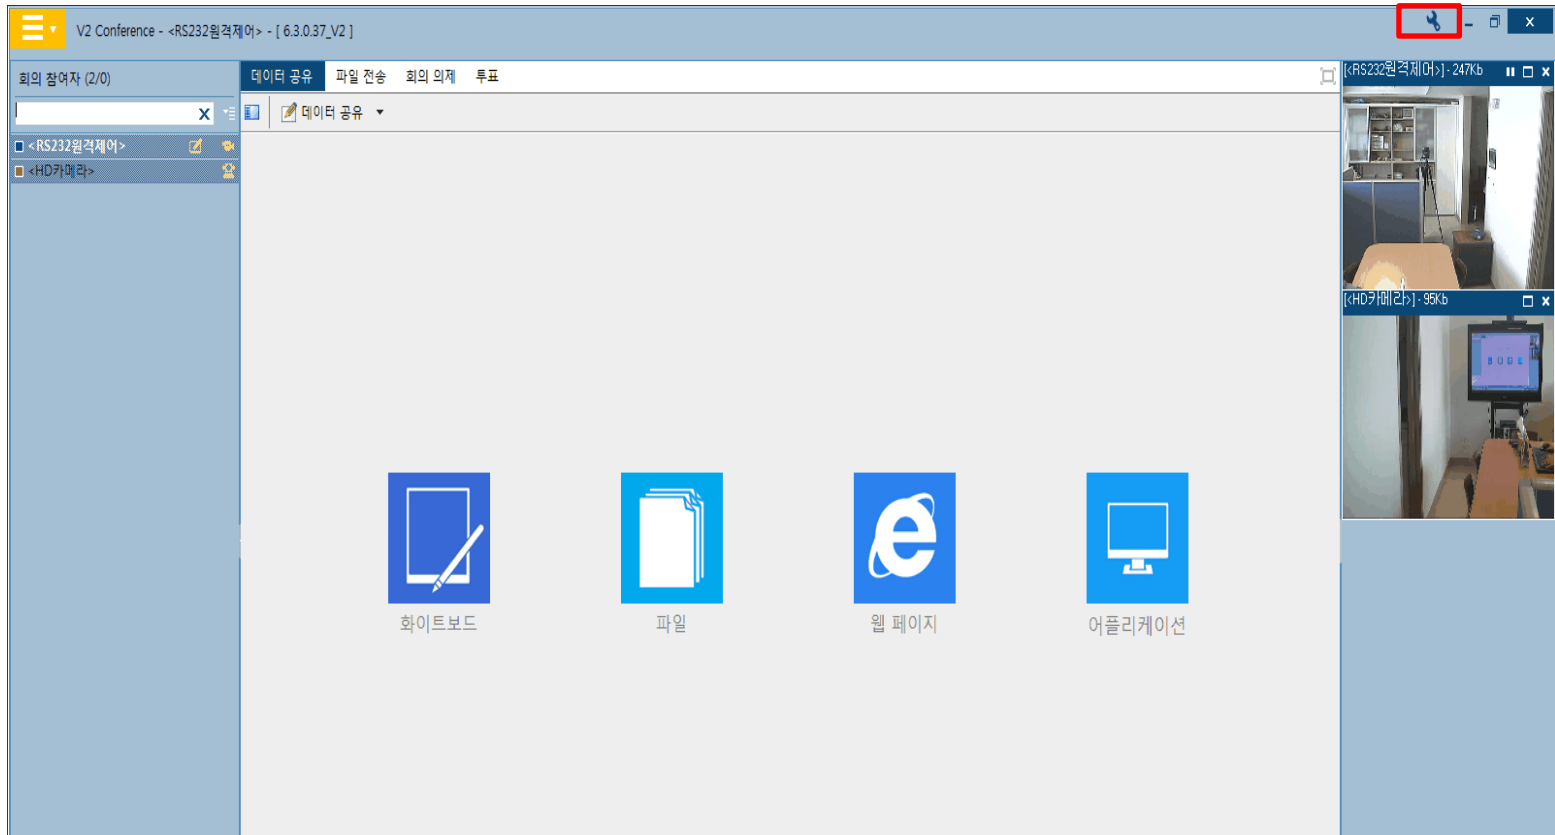 V2 Conference - <RS232원격제어> - [ 6.3.0.37_V2 ]
회의 참여자 (2/0)
<RS232원격제어>
<HD카메라>
데이터 공유 파일 전송 회의 의제 투표
데이터 공유
화이트보드 파일 웹 페이지 어플리케이션
[<RS232원격제어>] - 247Kb
[<HD카메라>] - 95Kb